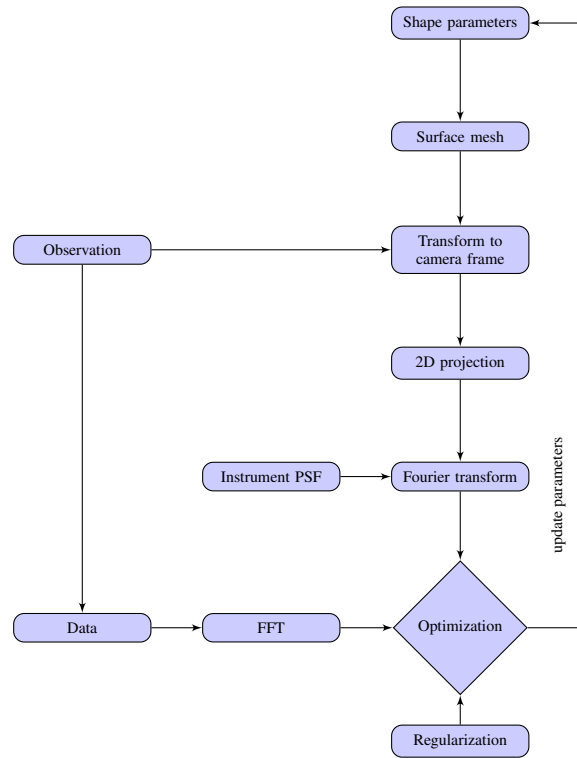 Shape parameters
Surface mesh
Observation
Transform to
camera frame
2D projection
update parameters
Instrument PSF
Fourier transform
Data
FFT
Optimization
Regularization